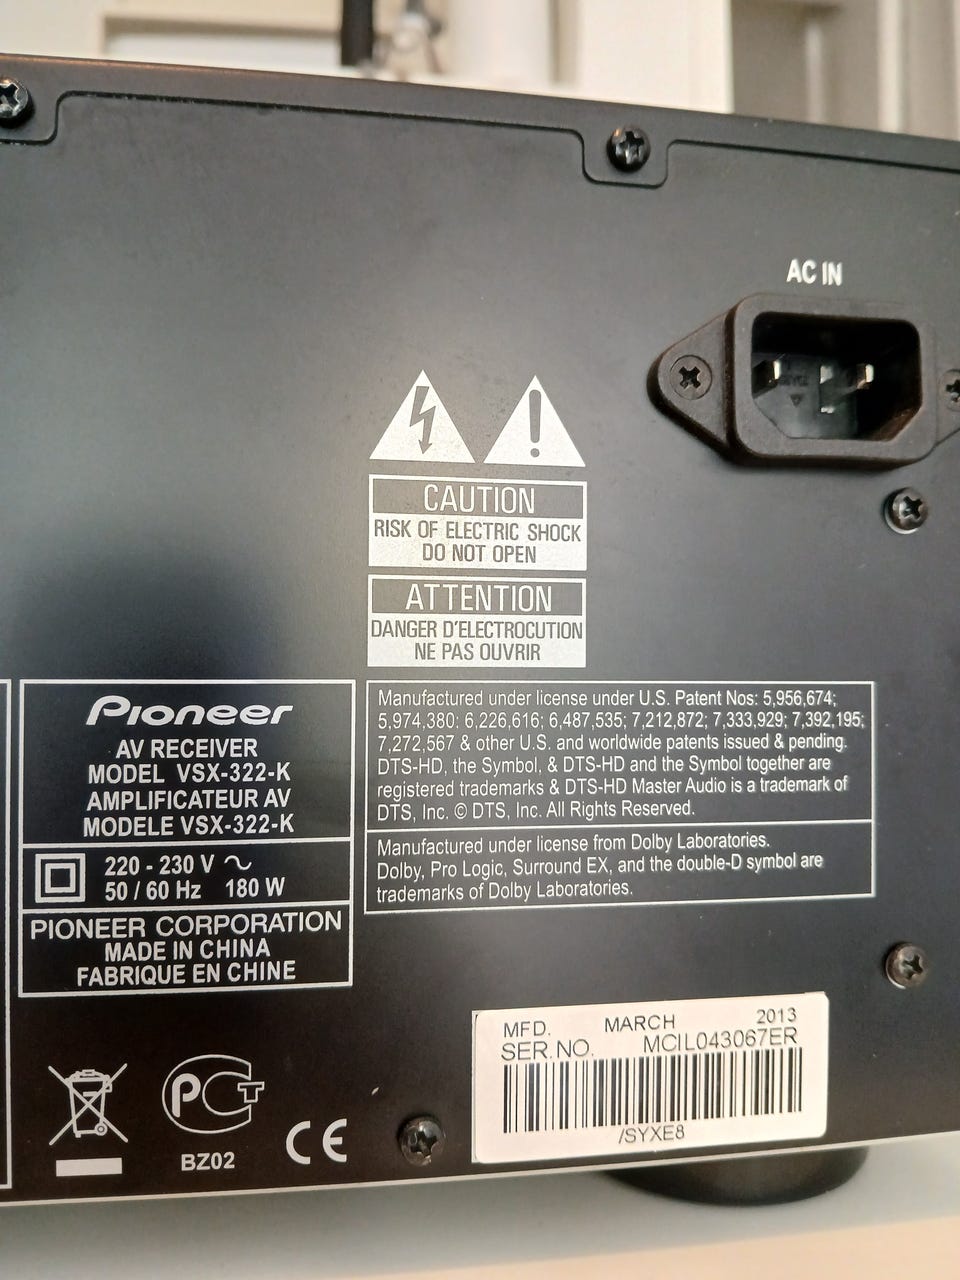 AC IN
CAUTION
RISK OF ELECTRIC SHOCK
DO NOT OPEN
ATTENTION
DANGER D'ELECTROCUTION
NE PAS OUVRIR
Pioneer
AV RECEIVER
MODEL VSX-322-K
AMPLIFICATEUR AV
MODELE VSX-322-K
220 - 230 V ~
50 / 60 Hz 180 W
PIONEER CORPORATION
MADE IN CHINA
FABRIQUE EN CHINE
Manufactured under license under U.S. Patent Nos: 5,956,674;
5,974,380; 6,226,616; 6,487,535; 7,212,872; 7,333,929; 7,392,195;
7,272,567 & other U.S. and worldwide patents issued & pending.
DTS-HD, the Symbol, & DTS-HD and the Symbol together are
registered trademarks & DTS-HD Master Audio is a trademark of
DTS, Inc. © DTS, Inc. All Rights Reserved.
Manufactured under license from Dolby Laboratories.
Dolby, Pro Logic, Surround EX, and the double-D symbol are
trademarks of Dolby Laboratories.
PCT
BZ02
CE
MFD. MARCH 2013
SER.NO. MCIL043067ER
/SYXE8